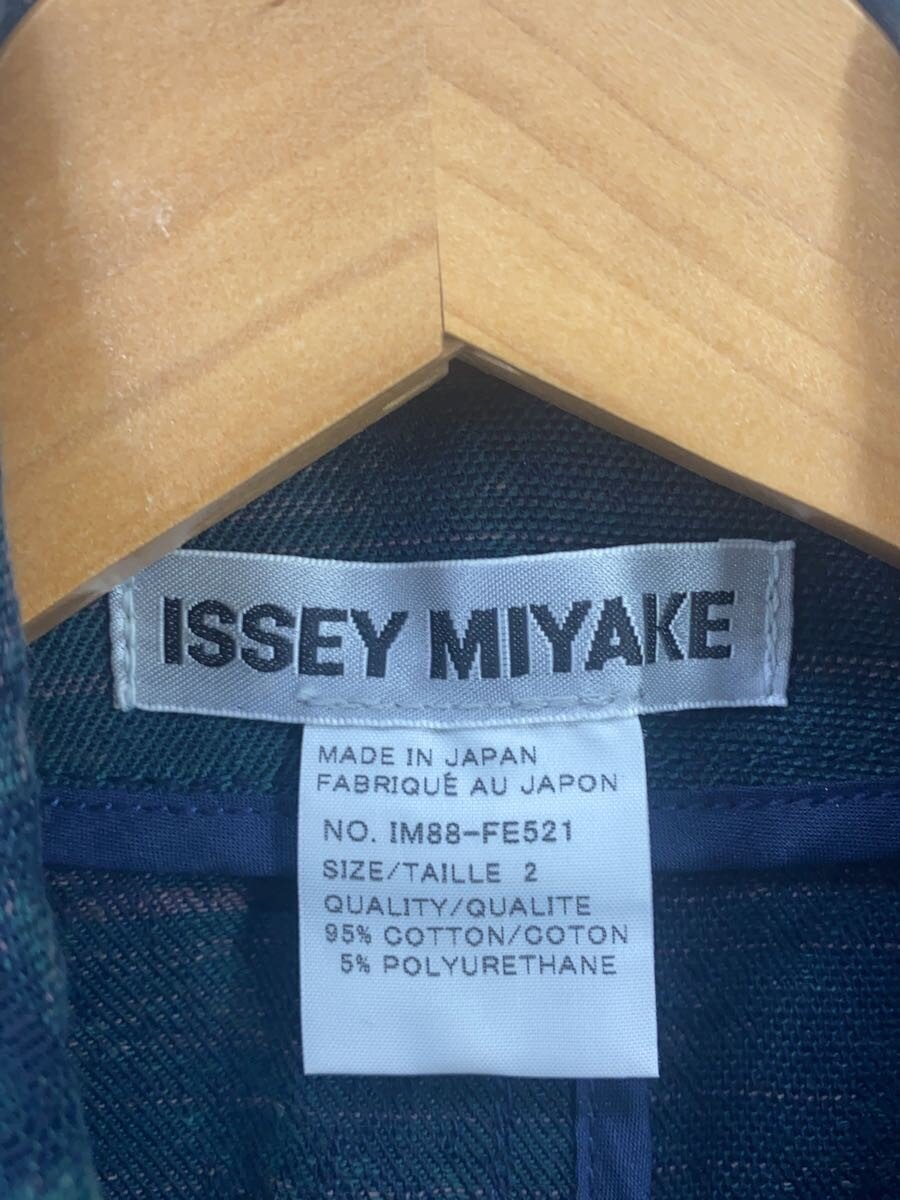 ISSEY MIYAKE
MADE IN JAPAN
FABRIQUÉ AU JAPON
NO. IM88-FE521
SIZE/TAILLE 2
QUALITY/QUALITE
95% COTTON/COTON
5% POLYURETHANE